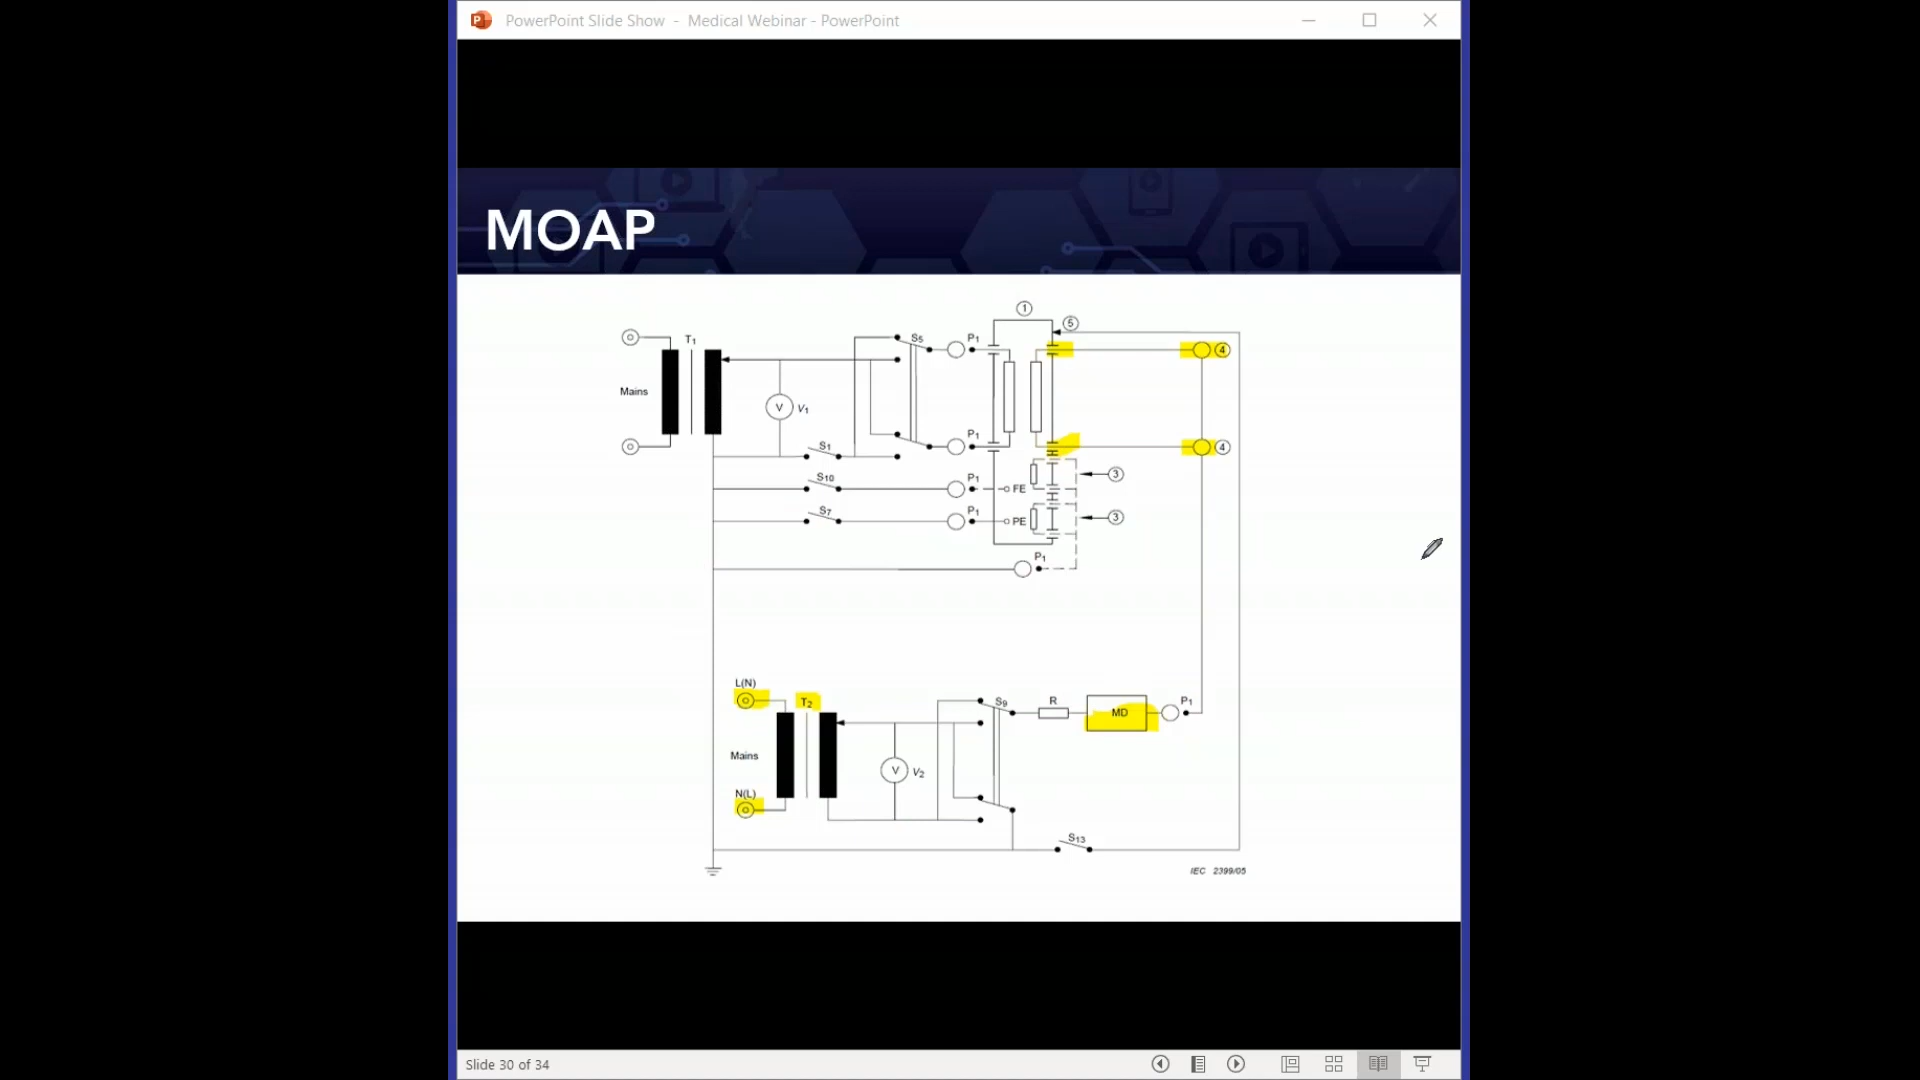 PowerPoint Slide Show - Medical Webinar - PowerPoint
MOAP
1
5
T1
S5
P1
4
Mains
V
V1
P1
4
S1
S10
P1
FE
3
S7
P1
PE
3
P1
L(N)
T2
S9
R
MD
P1
Mains
V
V2
N(L)
S13
IEC 2399/05
Slide 30 of 34